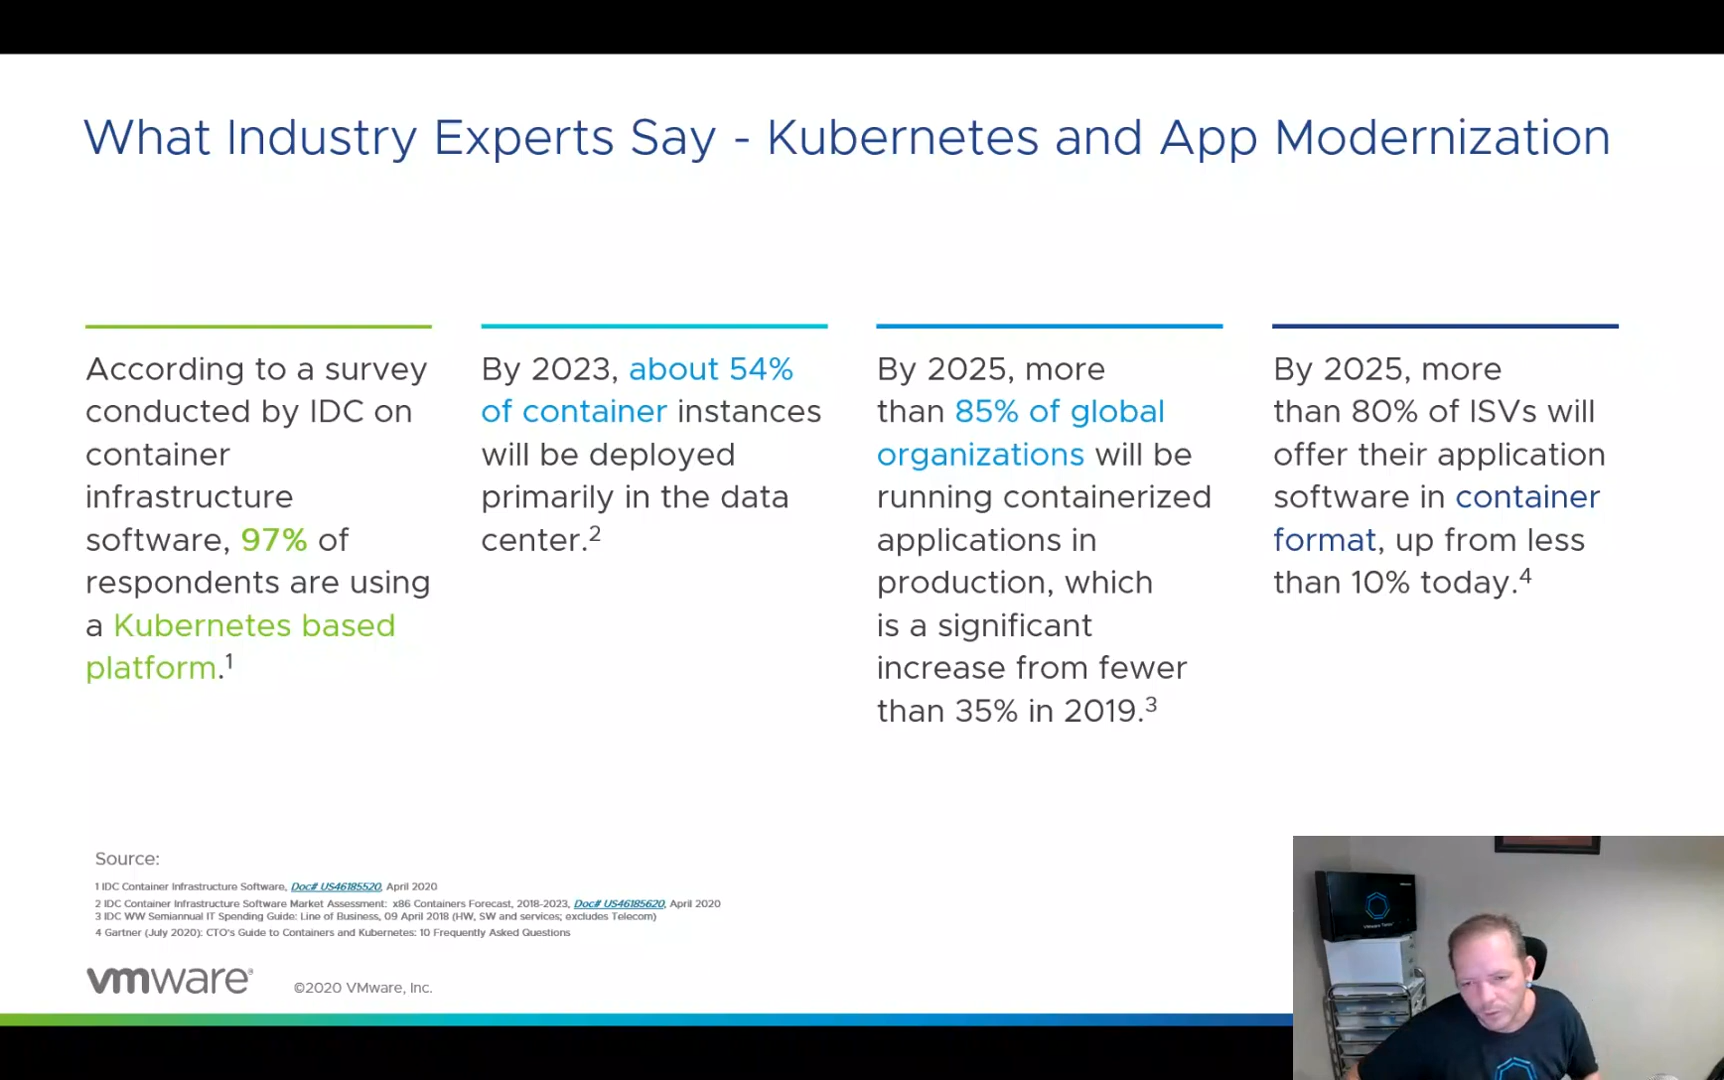 What Industry Experts Say - Kubernetes and App Modernization
According to a survey
conducted by IDC on
container
infrastructure
software, 97% of
respondents are using
a Kubernetes based
platform.1
By 2023, about 54%
of container instances
will be deployed
primarily in the data
center.2
By 2025, more
than 85% of global
organizations will be
running containerized
applications in
production, which
is a significant
increase from fewer
than 35% in 2019.3
By 2025, more
than 80% of ISVs will
offer their application
software in container
format, up from less
than 10% today.4
Source:
1 IDC Container Infrastructure Software, Doc# US46185520, April 2020
2 IDC Container Infrastructure Software Market Assessment: x86 Containers Forecast, 2018-2023, Doc# US46185620, April 2020
3 IDC WW Semiannual IT Spending Guide: Line of Business, 09 April 2018 (HW, SW and services; excludes Telecom)
4 Gartner (July 2020): CTO's Guide to Containers and Kubernetes: 10 Frequently Asked Questions
vmware®
©2020 VMware, Inc.